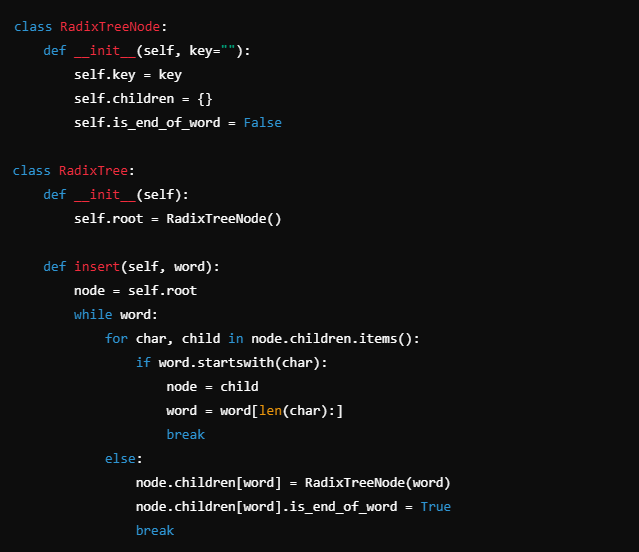 class RadixTreeNode:
    def __init__(self, key=""):
        self.key = key
        self.children = {}
        self.is_end_of_word = False

class RadixTree:
    def __init__(self):
        self.root = RadixTreeNode()

    def insert(self, word):
        node = self.root
        while word:
            for char, child in node.children.items():
                if word.startswith(char):
                    node = child
                    word = word[len(char):]
                    break
            else:
                node.children[word] = RadixTreeNode(word)
                node.children[word].is_end_of_word = True
                break